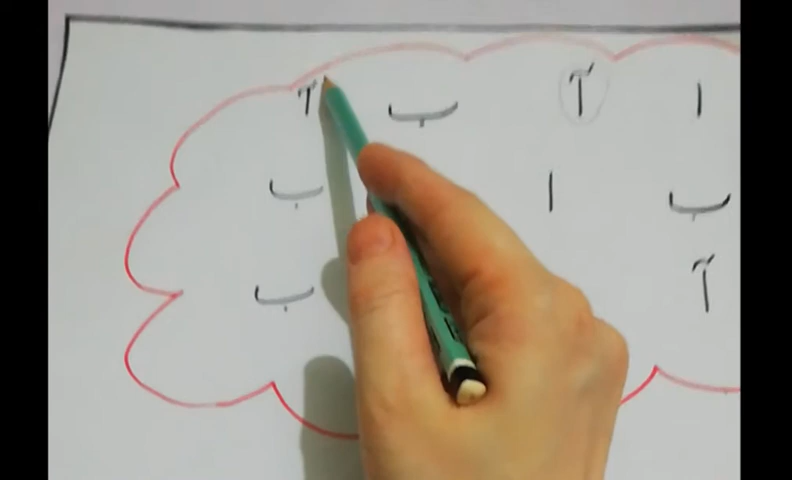 ا آ ب آ
ب ا ب
آ ب